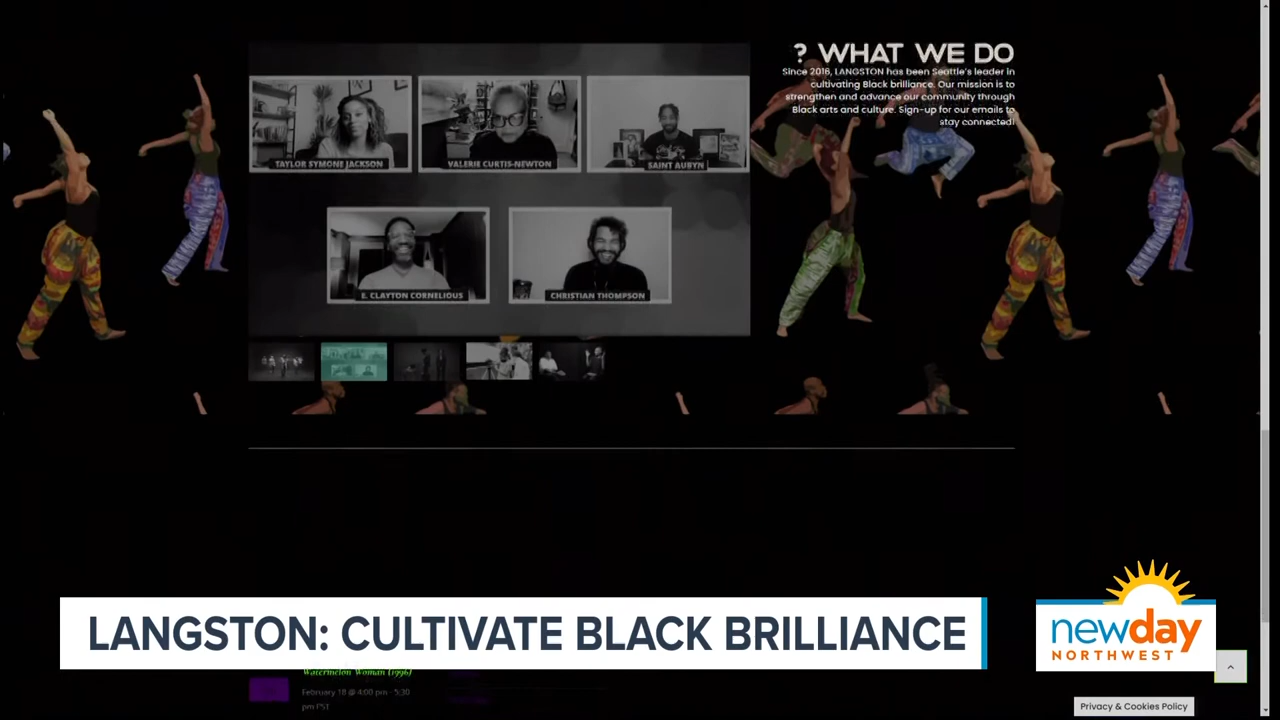 ? WHAT WE DO
Since 2016, LANGSTON has been Seattle's leader in
cultivating Black brilliance. Our mission is to
strengthen and advance our community through
Black arts and culture. Sign-up for our emails to
stay connected!
TAYLOR SYMONE JACKSON
VALERIE CURTIS-NEWTON
SAINT AUBYN
E. CLAYTON CORNELIOUS
CHRISTIAN THOMPSON
LANGSTON: CULTIVATE BLACK BRILLIANCE
newday
NORTHWEST
Watermelon Woman (1996)
February 18 @ 4:00 pm - 5:30
pm PST
Privacy & Cookies Policy